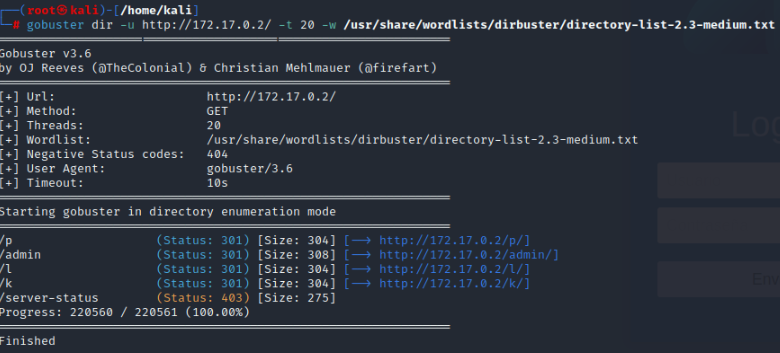 ┌──(root㉿kali)-[/home/kali]
└─# gobuster dir -u http://172.17.0.2/ -t 20 -w /usr/share/wordlists/dirbuster/directory-list-2.3-medium.txt
Gobuster v3.6
by OJ Reeves (@TheColonial) & Christian Mehlmauer (@firefart)
[+] Url: http://172.17.0.2/
[+] Method: GET
[+] Threads: 20
[+] Wordlist: /usr/share/wordlists/dirbuster/directory-list-2.3-medium.txt
[+] Negative Status codes: 404
[+] User Agent: gobuster/3.6
[+] Timeout: 10s
Starting gobuster in directory enumeration mode
/p (Status: 301) [Size: 304] [--> http://172.17.0.2/p/]
/admin (Status: 301) [Size: 308] [--> http://172.17.0.2/admin/]
/l (Status: 301) [Size: 304] [--> http://172.17.0.2/l/]
/k (Status: 301) [Size: 304] [--> http://172.17.0.2/k/]
/server-status (Status: 403) [Size: 275]
Progress: 220560 / 220561 (100.00%)
Finished